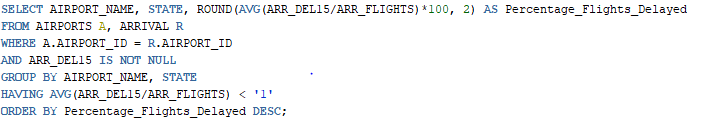 SELECT AIRPORT_NAME, STATE, ROUND(AVG(ARR_DEL15/ARR_FLIGHTS)*100, 2) AS Percentage_Flights_Delayed
FROM AIRPORTS A, ARRIVAL R
WHERE A.AIRPORT_ID = R.AIRPORT_ID
AND ARR_DEL15 IS NOT NULL
GROUP BY AIRPORT_NAME, STATE
HAVING AVG(ARR_DEL15/ARR_FLIGHTS) < '1'
ORDER BY Percentage_Flights_Delayed DESC;